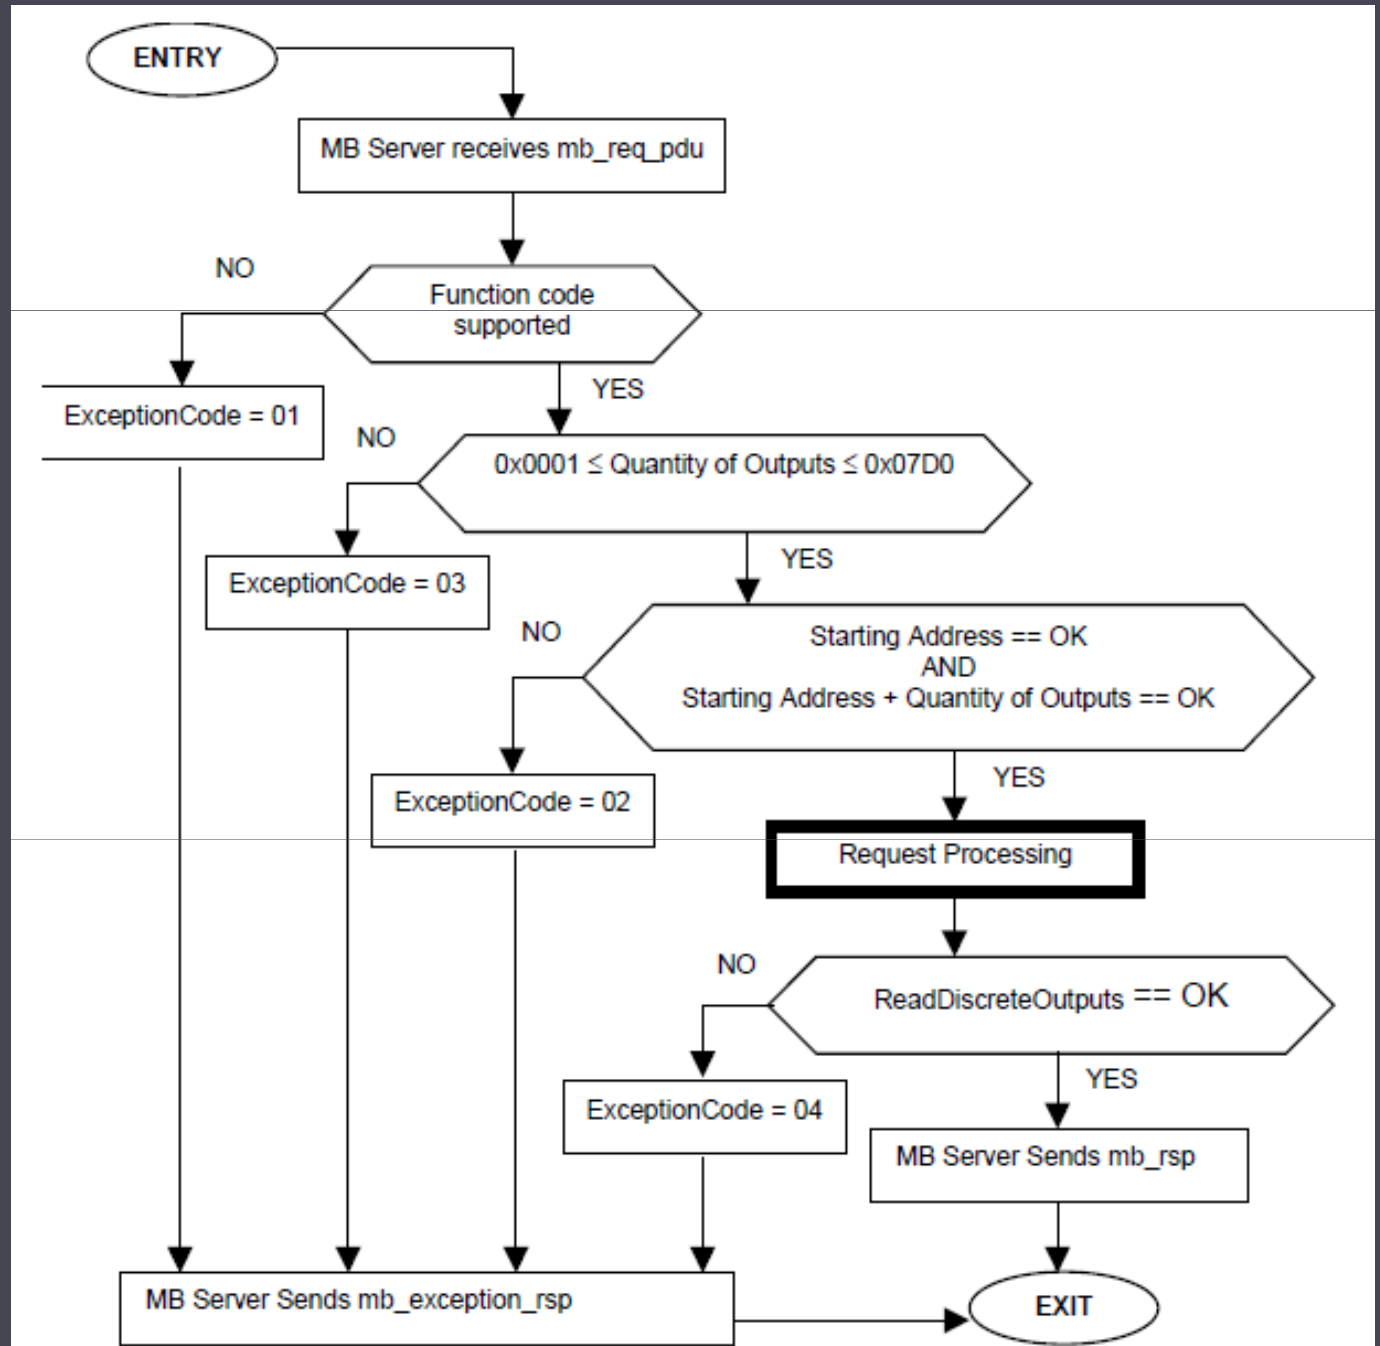 ENTRY
MB Server receives mb_req_pdu
NO
Function code
supported
YES
ExceptionCode = 01
NO
0x0001 ≤ Quantity of Outputs ≤ 0x07D0
YES
ExceptionCode = 03
NO
Starting Address == OK
AND
Starting Address + Quantity of Outputs == OK
YES
ExceptionCode = 02
Request Processing
NO
ReadDiscreteOutputs == OK
YES
ExceptionCode = 04
MB Server Sends mb_rsp
MB Server Sends mb_exception_rsp
EXIT